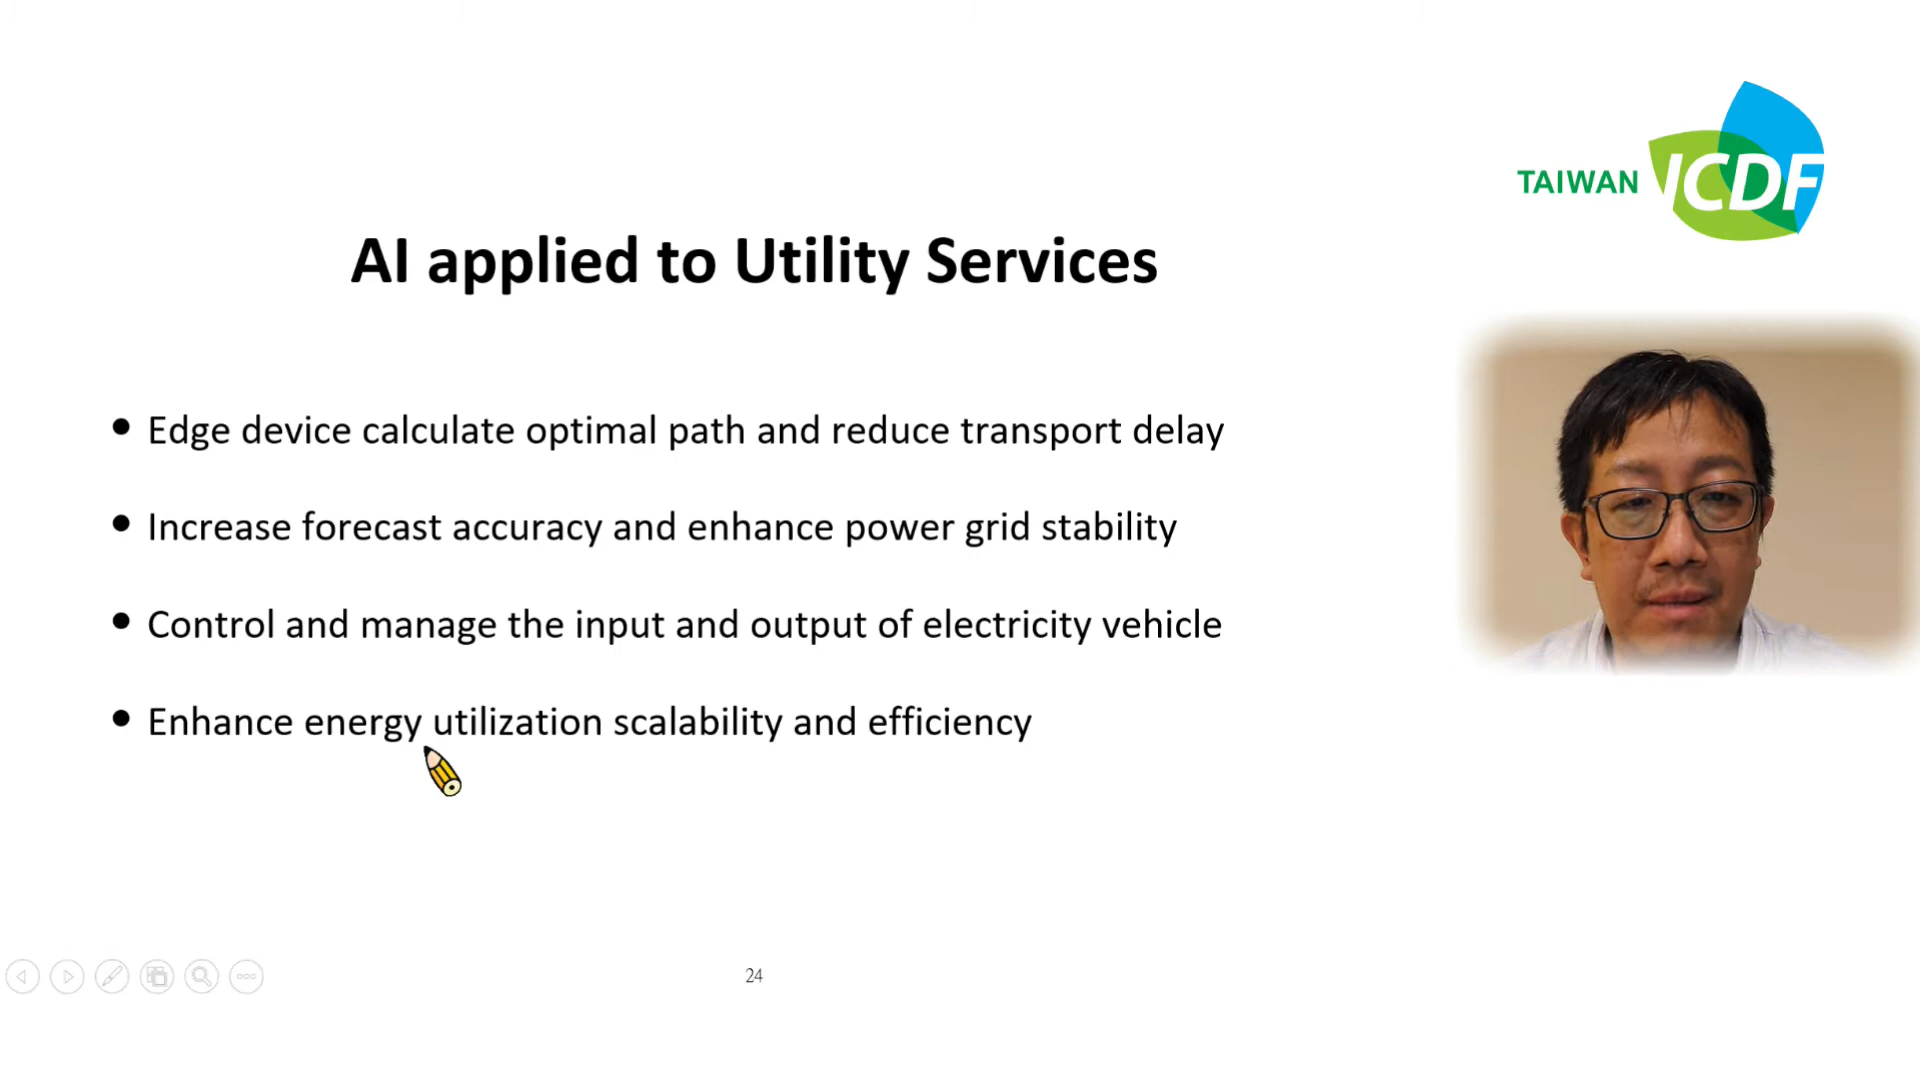 TAIWAN ICDF
AI applied to Utility Services
• Edge device calculate optimal path and reduce transport delay
• Increase forecast accuracy and enhance power grid stability
• Control and manage the input and output of electricity vehicle
• Enhance energy utilization scalability and efficiency
24